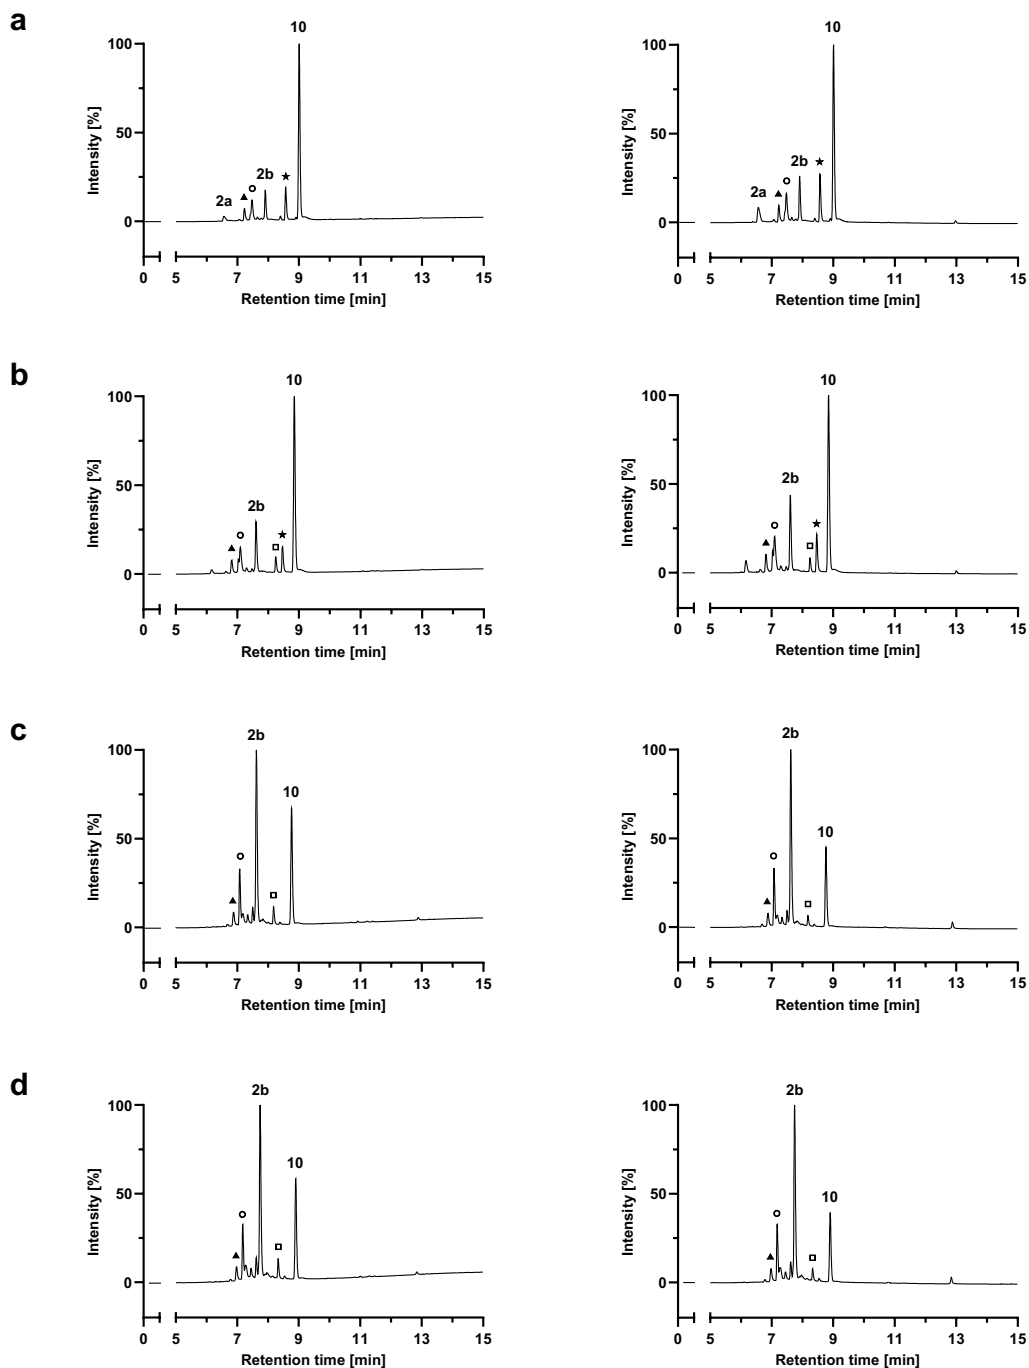 a
10
100
50
0
Intensity [%]
2a
▲
○
2b
★
0 5 7 9 11 13 15
Retention time [min]
10
100
50
0
Intensity [%]
2a
▲
○
2b
★
0 5 7 9 11 13 15
Retention time [min]
b
10
100
50
0
Intensity [%]
▲
○
2b
□
★
0 5 7 9 11 13 15
Retention time [min]
10
100
50
0
Intensity [%]
▲
○
2b
□
★
0 5 7 9 11 13 15
Retention time [min]
c
2b
100
50
0
Intensity [%]
▲
○
□
10
0 5 7 9 11 13 15
Retention time [min]
2b
100
50
0
Intensity [%]
▲
○
□
10
0 5 7 9 11 13 15
Retention time [min]
d
2b
100
50
0
Intensity [%]
▲
○
□
10
0 5 7 9 11 13 15
Retention time [min]
2b
100
50
0
Intensity [%]
▲
○
□
10
0 5 7 9 11 13 15
Retention time [min]